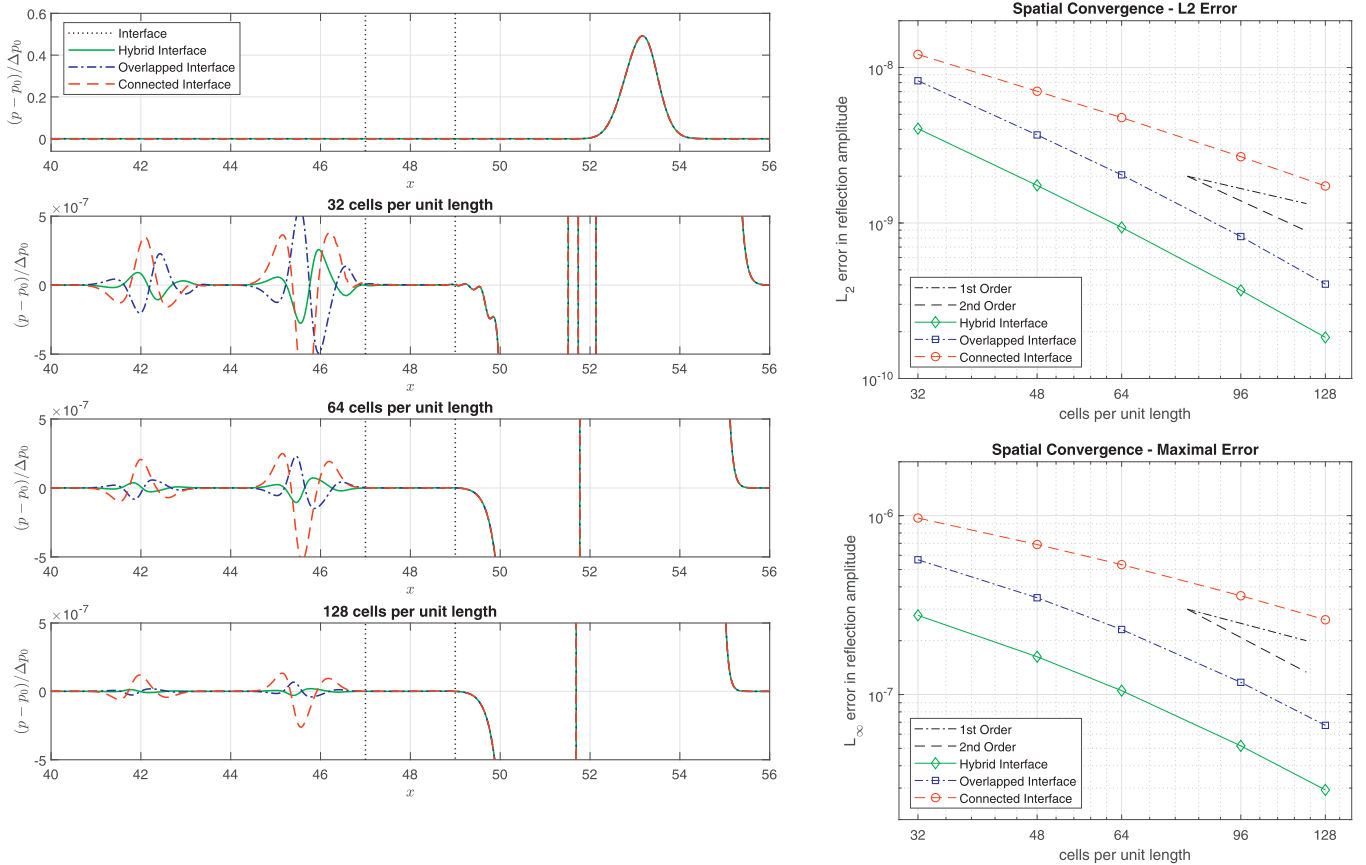 0.6
0.4
0.2
0
(p − p₀)/Δp₀
Interface
Hybrid Interface
Overlapped Interface
Connected Interface
40 42 44 46 48 50 52 54 56
x
32 cells per unit length
×10⁻⁷
5
0
-5
(p − p₀)/Δp₀
40 42 44 46 48 50 52 54 56
x
64 cells per unit length
×10⁻⁷
5
0
-5
(p − p₀)/Δp₀
40 42 44 46 48 50 52 54 56
x
128 cells per unit length
×10⁻⁷
5
0
-5
(p − p₀)/Δp₀
40 42 44 46 48 50 52 54 56
x
Spatial Convergence - L2 Error
10⁻⁸
10⁻⁹
10⁻¹⁰
L₂ error in reflection amplitude
1st Order
2nd Order
Hybrid Interface
Overlapped Interface
Connected Interface
32 48 64 96 128
cells per unit length
Spatial Convergence - Maximal Error
10⁻⁶
10⁻⁷
L∞ error in reflection amplitude
1st Order
2nd Order
Hybrid Interface
Overlapped Interface
Connected Interface
32 48 64 96 128
cells per unit length